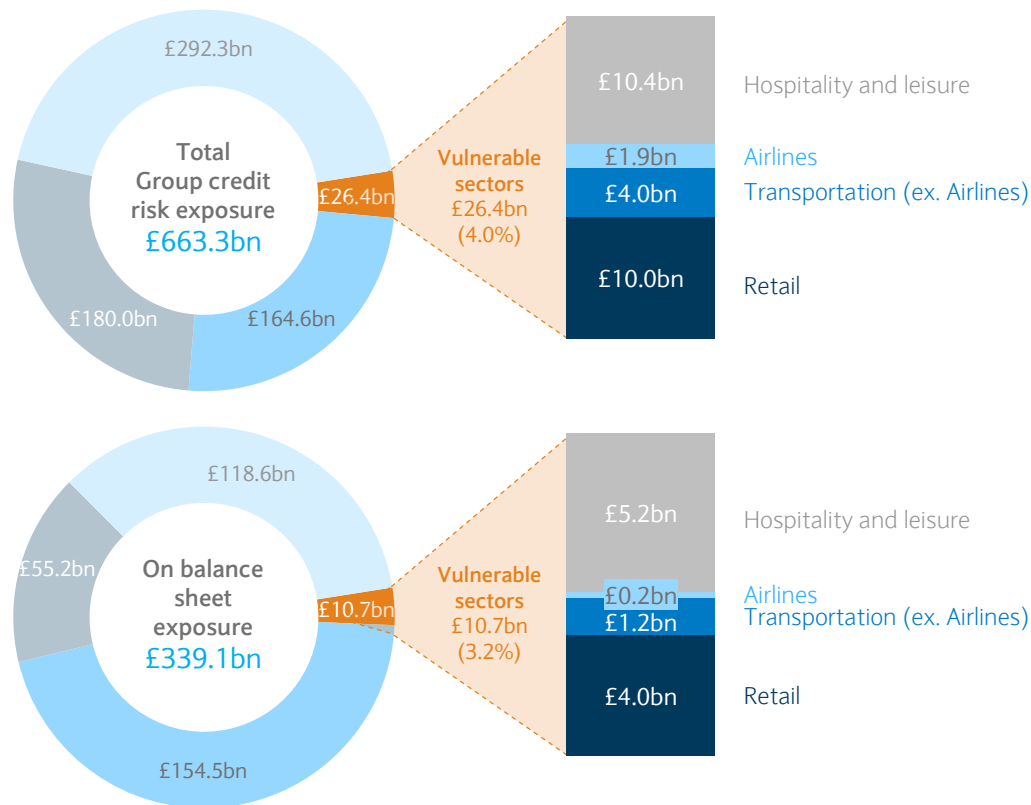 £292.3bn
Total
Group credit
risk exposure
£663.3bn
£26.4bn
£180.0bn
£164.6bn
Vulnerable
sectors
£26.4bn
(4.0%)
£10.4bn
Hospitality and leisure
£1.9bn
Airlines
£4.0bn
Transportation (ex. Airlines)
£10.0bn
Retail
£118.6bn
£55.2bn
On balance
sheet
exposure
£339.1bn
£10.7bn
£154.5bn
Vulnerable
sectors
£10.7bn
(3.2%)
£5.2bn
Hospitality and leisure
£0.2bn
Airlines
£1.2bn
Transportation (ex. Airlines)
£4.0bn
Retail